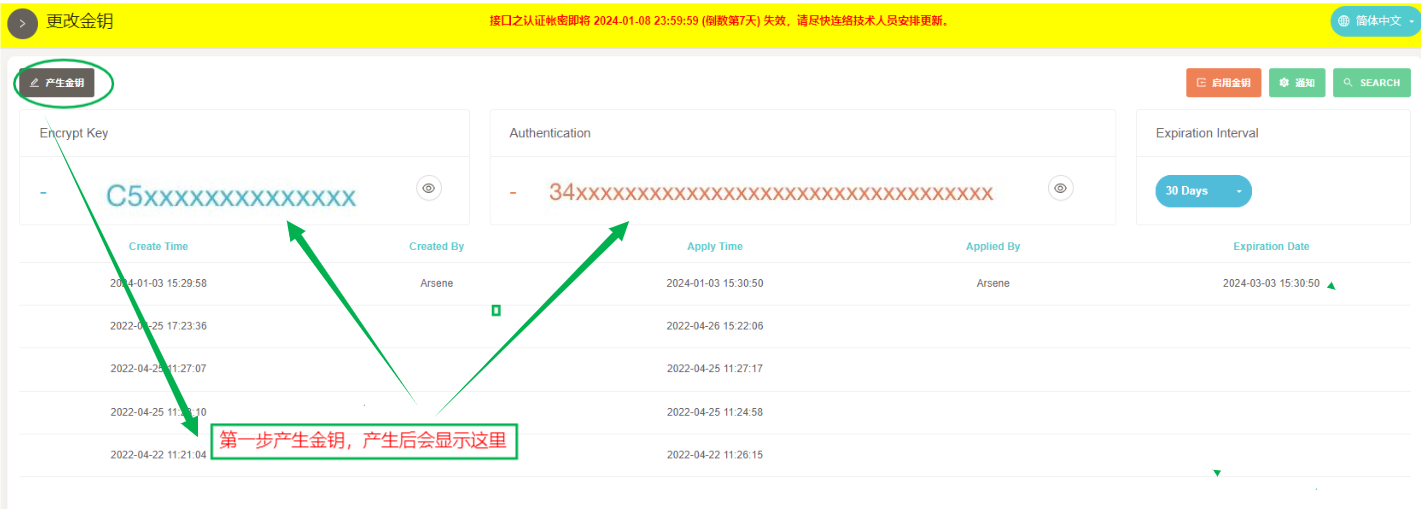 更改金钥
接口之认证帐密即将 2024-01-08 23:59:59 (倒数第7天) 失效，请尽快连络技术人员安排更新。
简体中文
产生金钥
启用金钥
通知
SEARCH
Encrypt Key
Authentication
Expiration Interval
- C5xxxxxxxxxxxxxx
- 34xxxxxxxxxxxxxxxxxxxxxxxxxxxxxxxxxx
30 Days
Create Time Created By Apply Time Applied By Expiration Date
2024-01-03 15:29:58 Arsene 2024-01-03 15:30:50 Arsene 2024-03-03 15:30:50
17:23:36 2022-04-26 15:22:06
2022-04-25 11:27:07 2022-04-25 11:27:17
2022-04-25 2022-04-25 11:24:58
第一步产生金钥，产生后会显示这里
2022-04-22 11:21:04 2022-04-22 11:26:15